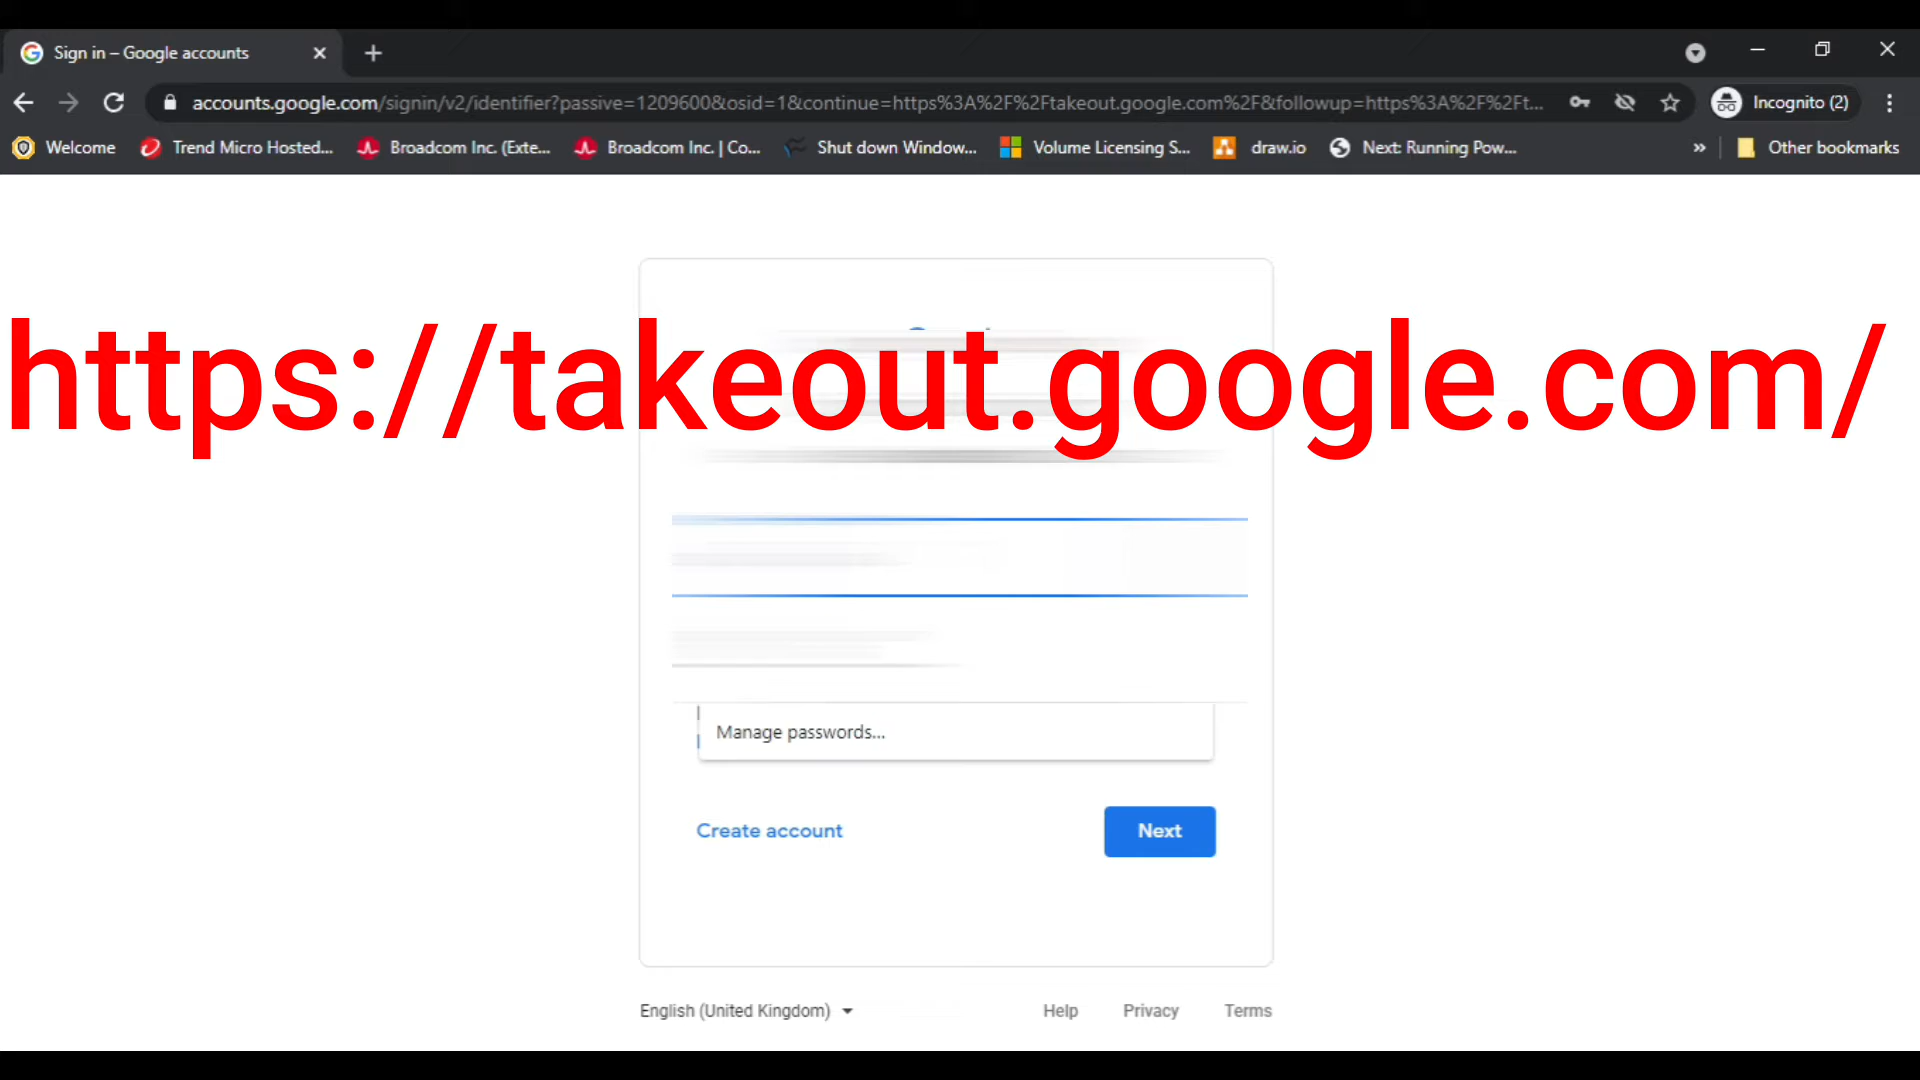 Sign in – Google accounts
accounts.google.com/signin/v2/identifier?passive=1209600&osid=1&continue=https%3A%2F%2Ftakeout.google.com%2F&followup=https%3A%2F%2Ft...
Incognito (2)
Welcome
Trend Micro Hosted...
Broadcom Inc. (Exte...
Broadcom Inc. | Co...
Shut down Window...
Volume Licensing S...
draw.io
Next: Running Pow...
»
Other bookmarks
https://takeout.google.com/
Manage passwords...
Create account
Next
English (United Kingdom)
Help
Privacy
Terms